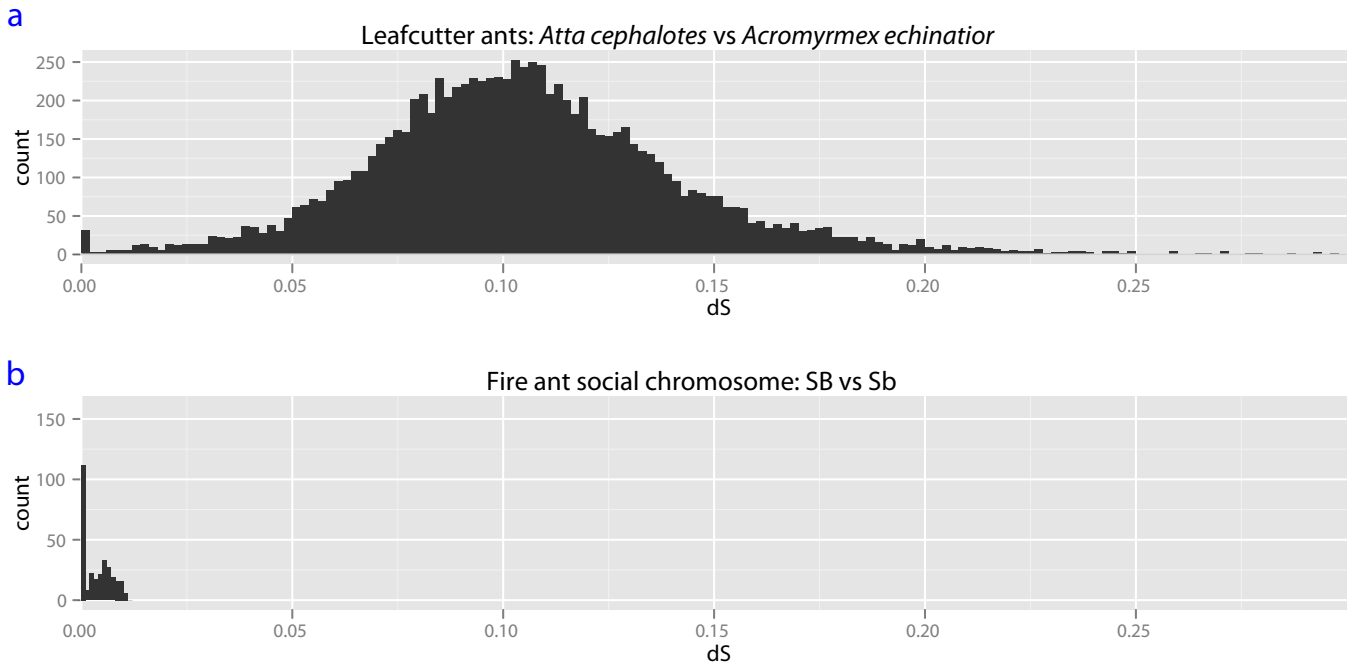 a
Leafcutter ants: Atta cephalotes vs Acromyrmex echinatior
250
200
150
100
50
0
count
0.00 0.05 0.10 0.15 0.20 0.25
dS
b
Fire ant social chromosome: SB vs Sb
150
100
50
0
count
0.00 0.05 0.10 0.15 0.20 0.25
dS